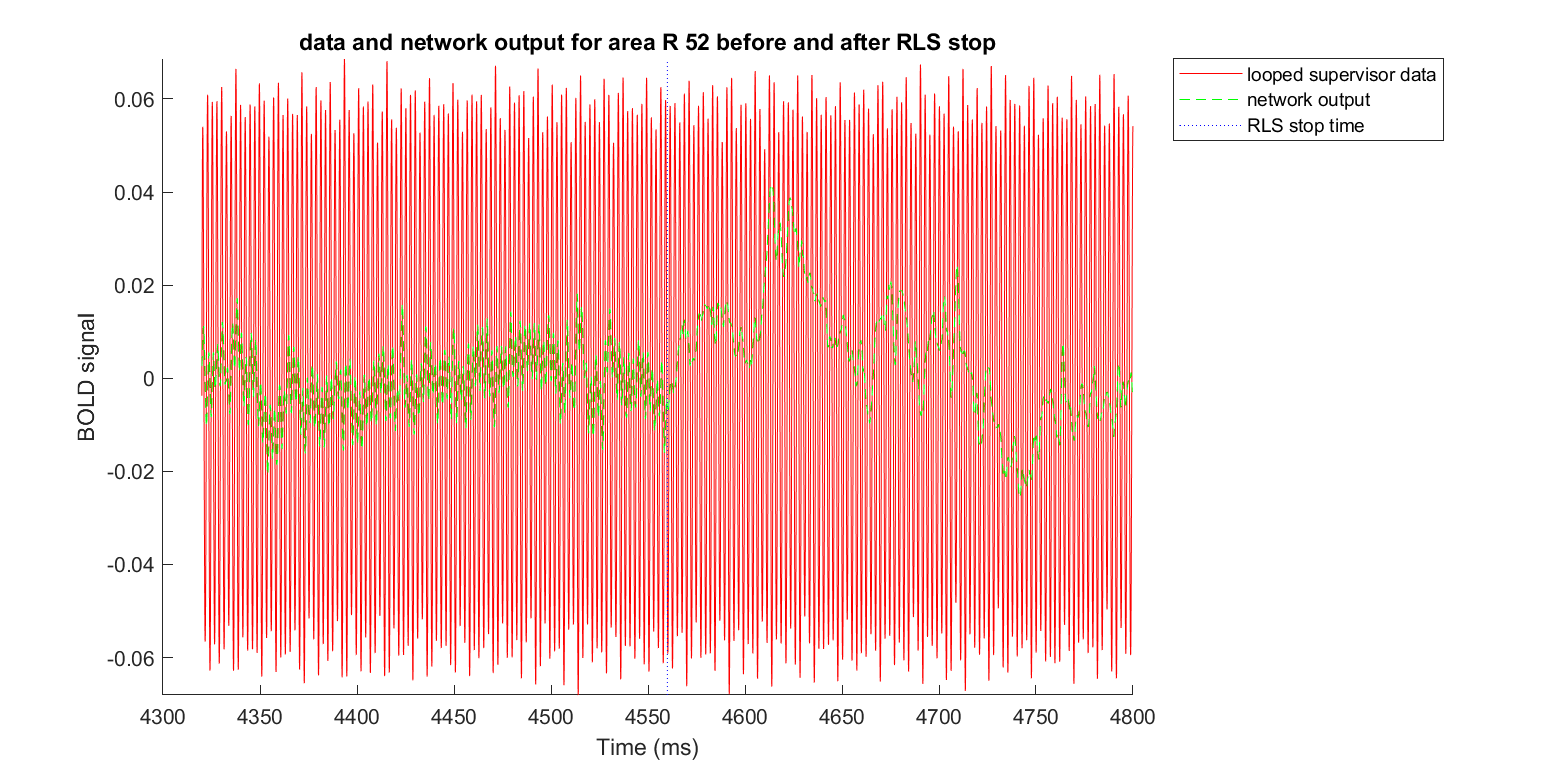 data and network output for area R 52 before and after RLS stop
looped supervisor data
network output
RLS stop time
0.06
0.04
0.02
0
-0.02
-0.04
-0.06
BOLD signal
4300 4350 4400 4450 4500 4550 4600 4650 4700 4750 4800
Time (ms)